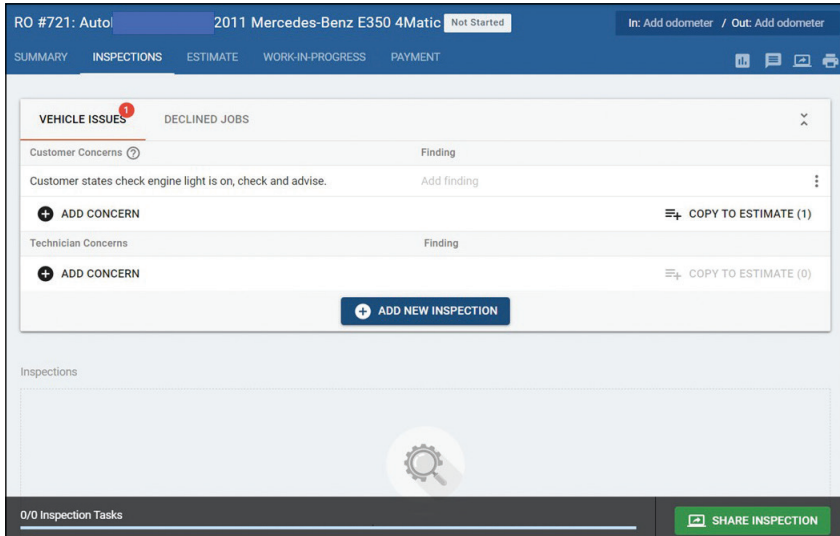 RO #721: Autol 2011 Mercedes-Benz E350 4Matic Not Started In: Add odometer / Out: Add odometer
SUMMARY INSPECTIONS ESTIMATE WORK-IN-PROGRESS PAYMENT
VEHICLE ISSUES 1 DECLINED JOBS
Customer Concerns ? Finding
Customer states check engine light is on, check and advise. Add finding
ADD CONCERN COPY TO ESTIMATE (1)
Technician Concerns Finding
ADD CONCERN COPY TO ESTIMATE (0)
ADD NEW INSPECTION
Inspections
0/0 Inspection Tasks SHARE INSPECTION